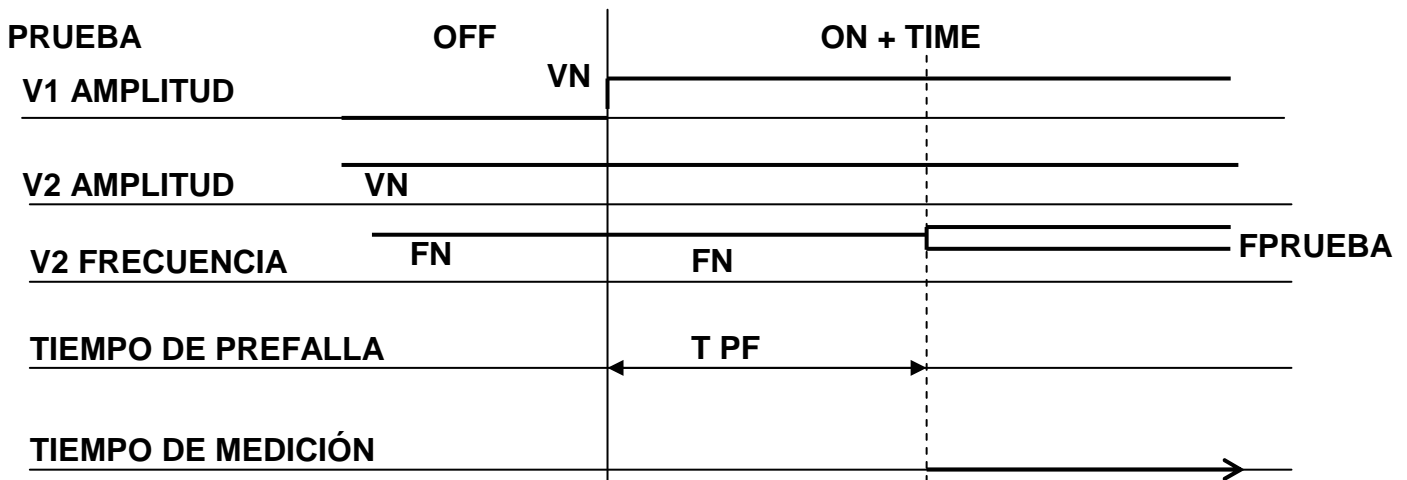 PRUEBA OFF ON + TIME
V1 AMPLITUD VN
V2 AMPLITUD VN
V2 FRECUENCIA FN FN FPRUEBA
TIEMPO DE PREFALLA T PF
TIEMPO DE MEDICIÓN